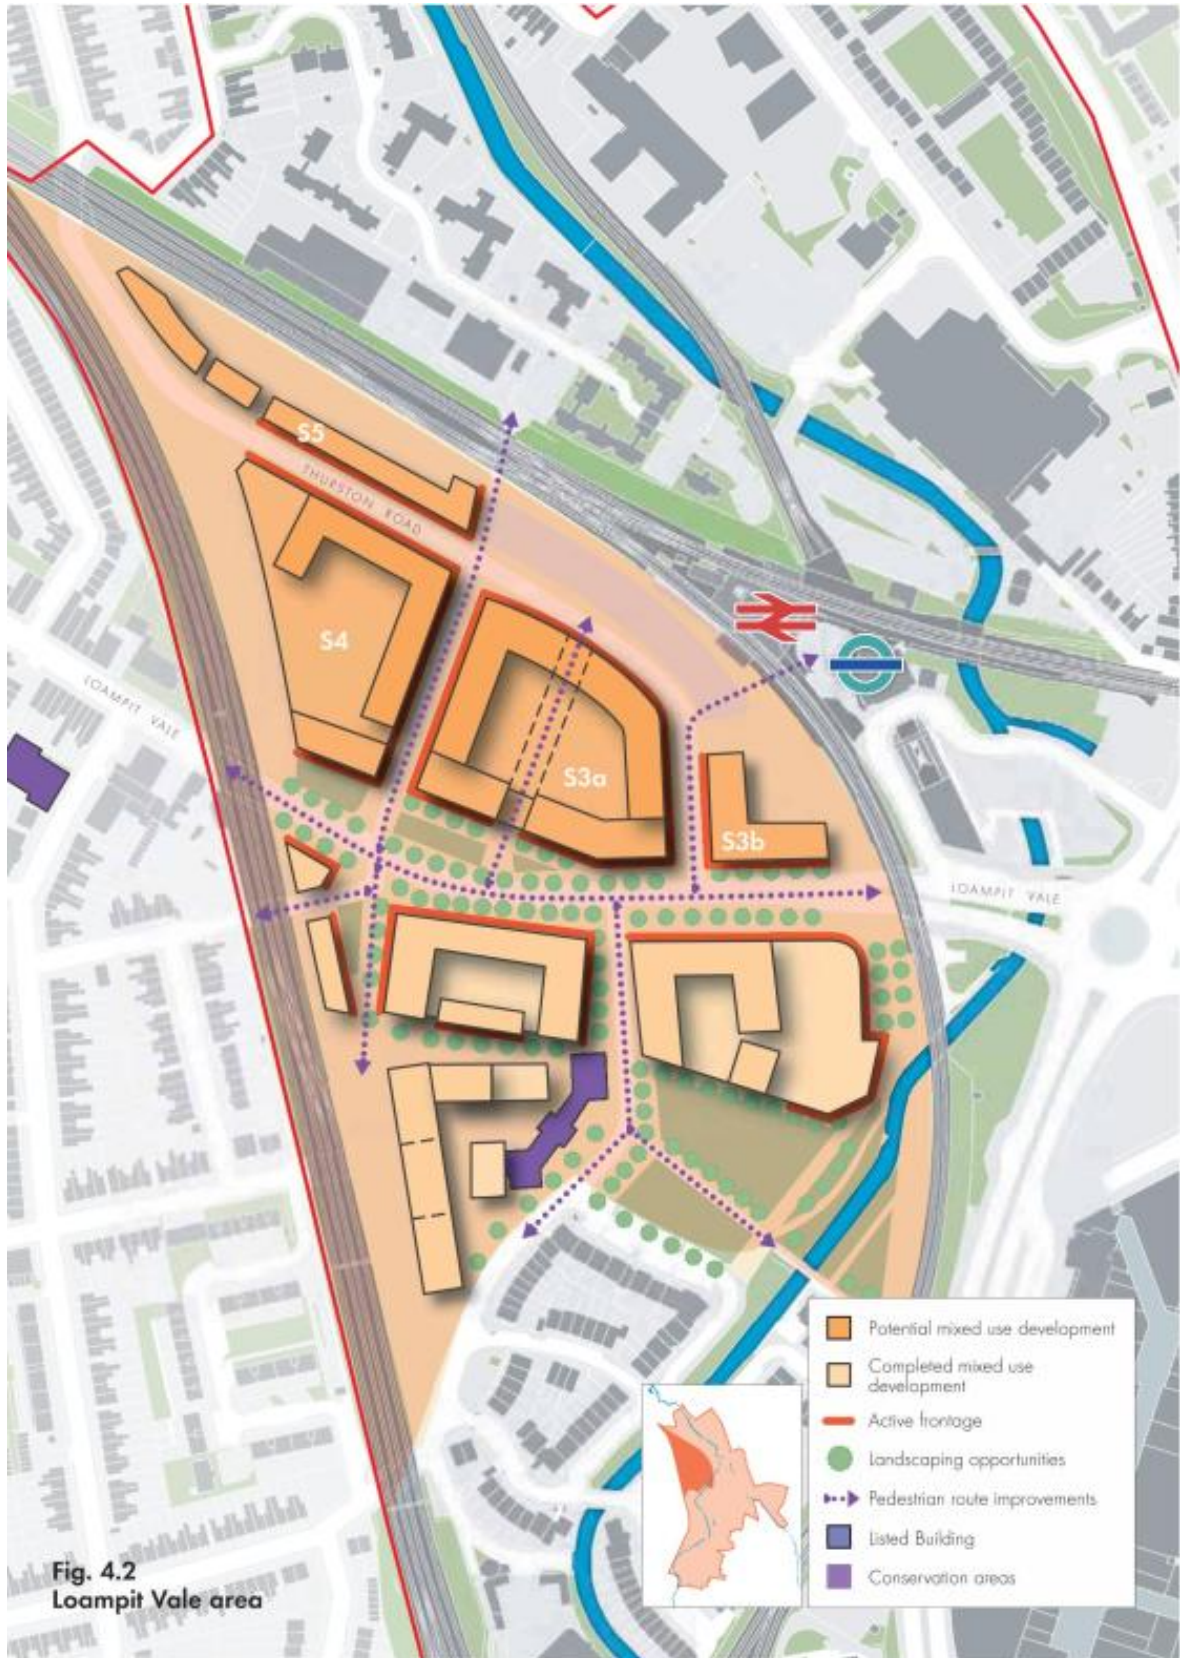 S5
THURSTON ROAD
S4
LOAMPIT VALE
S3a
S3b
LOAMPIT VALE
Potential mixed use development
Completed mixed use
development
Active frontage
Landscaping opportunities
Pedestrian route improvements
Listed Building
Conservation areas
Fig. 4.2
Loampit Vale area